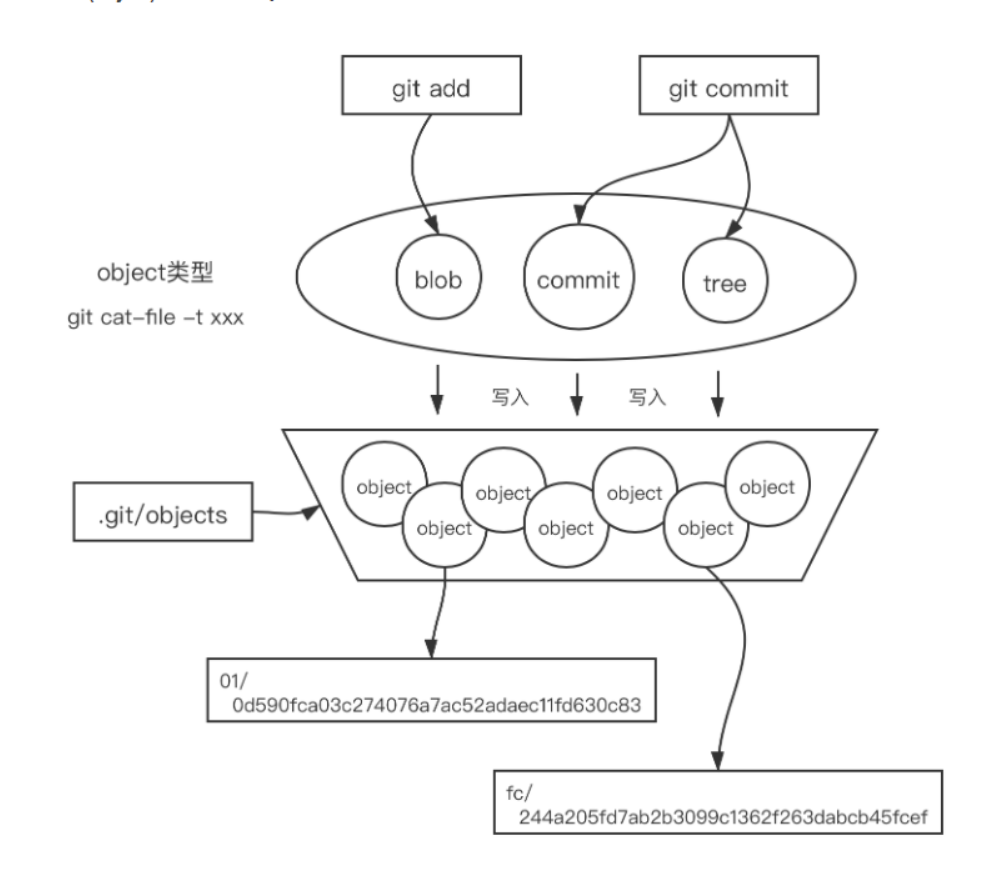 git add
git commit
blob
commit
tree
object类型
git cat-file -t xxx
写入
写入
object
object
object
object
object
object
object
.git/objects
01/
0d590fca03c274076a7ac52adaec11fd630c83
fc/
244a205fd7ab2b3099c1362f263dabcb45fcef